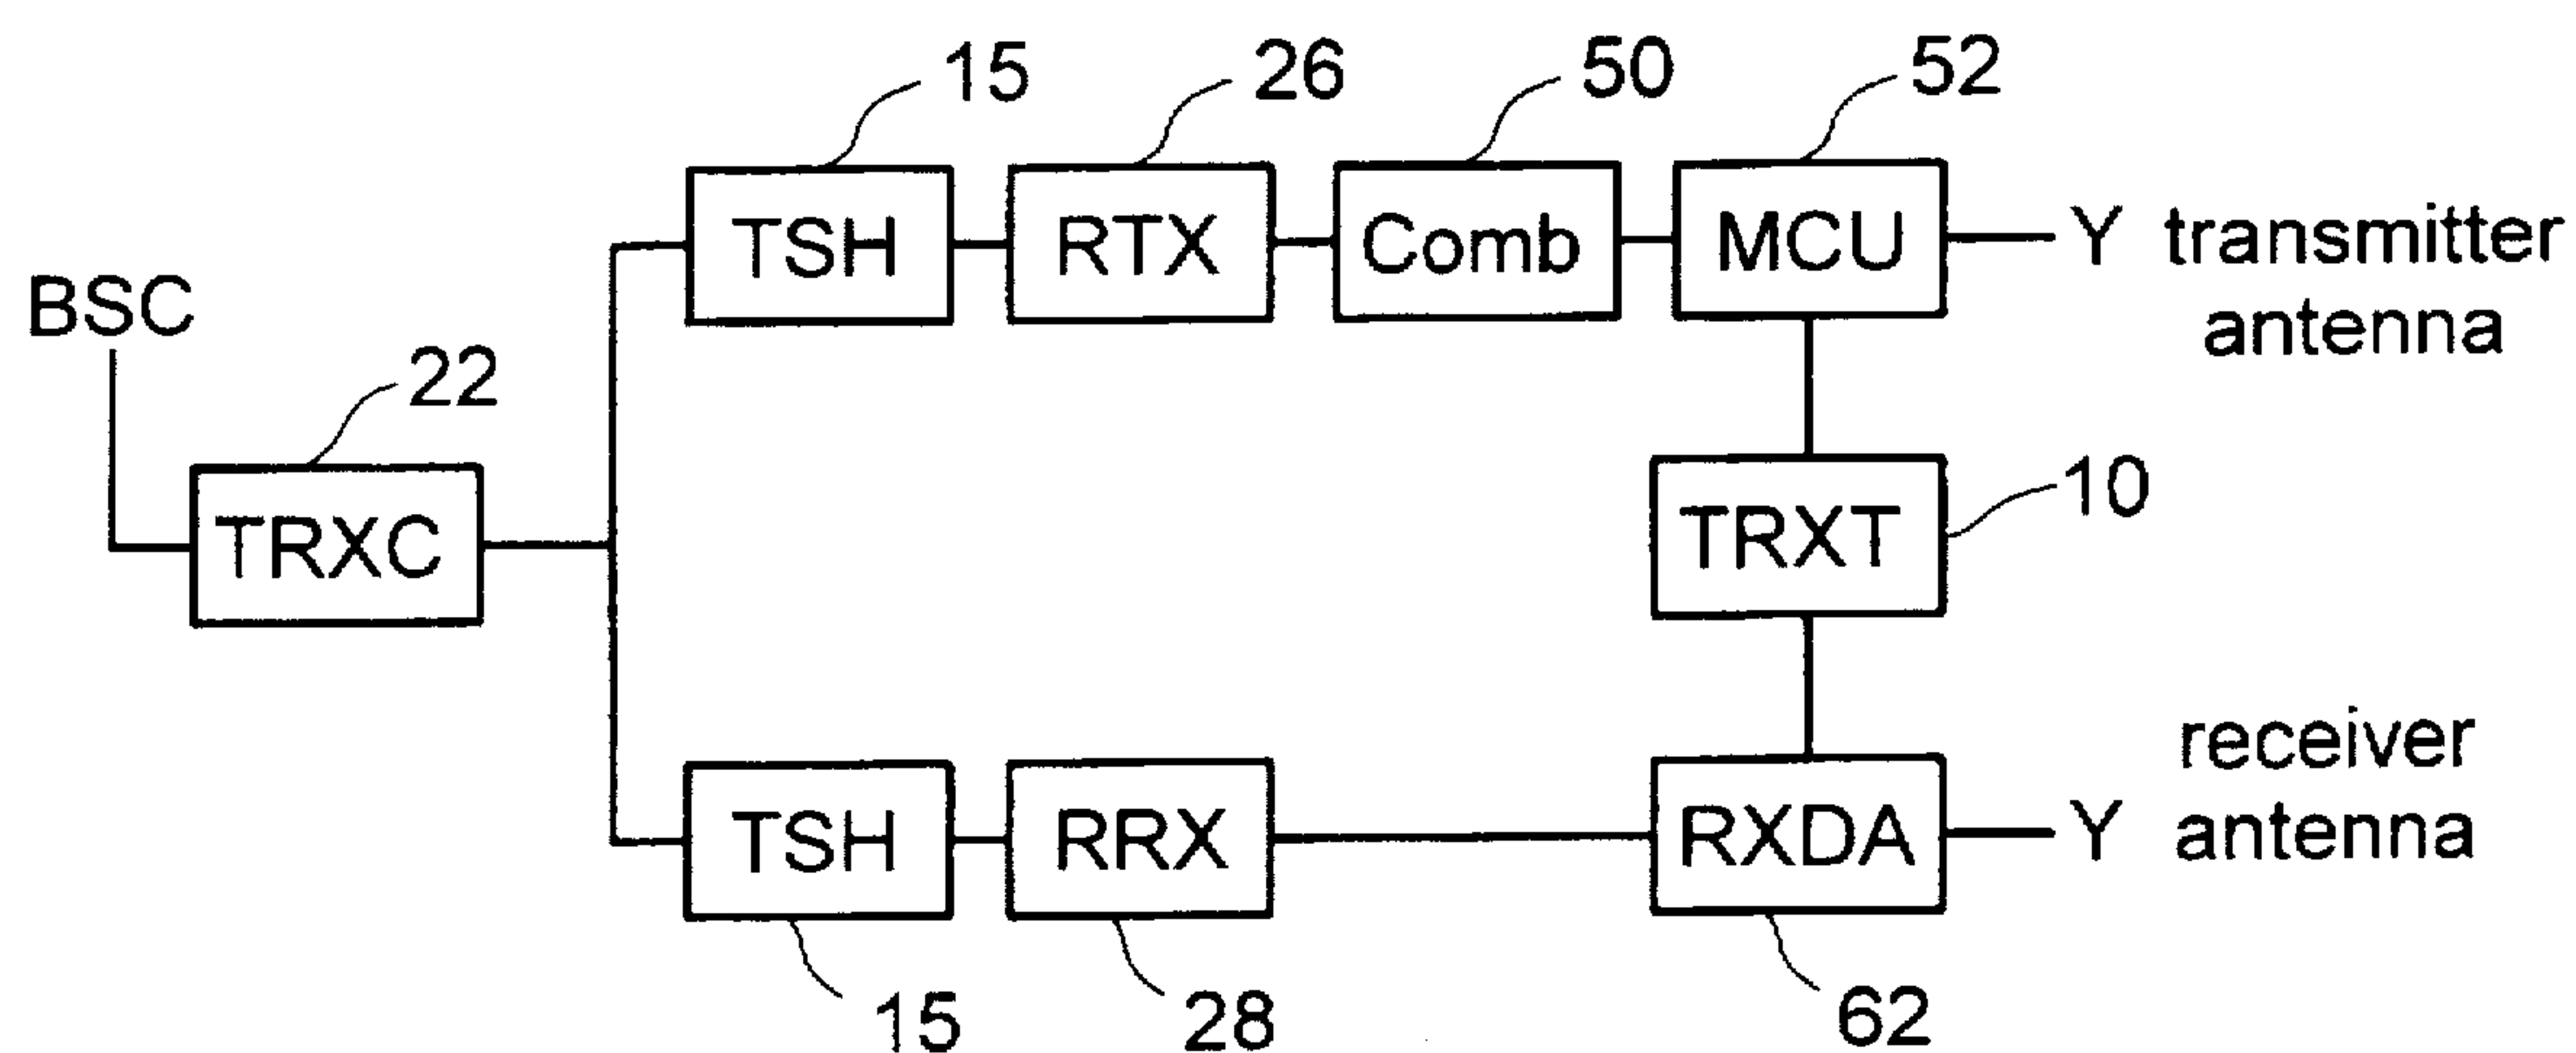 15
26
50
52
TSH
RTX
Comb
MCU
Y transmitter
antenna
BSC
22
TRXC
TRXT
10
TSH
RRX
RXDA
receiver
Y antenna
15
28
62